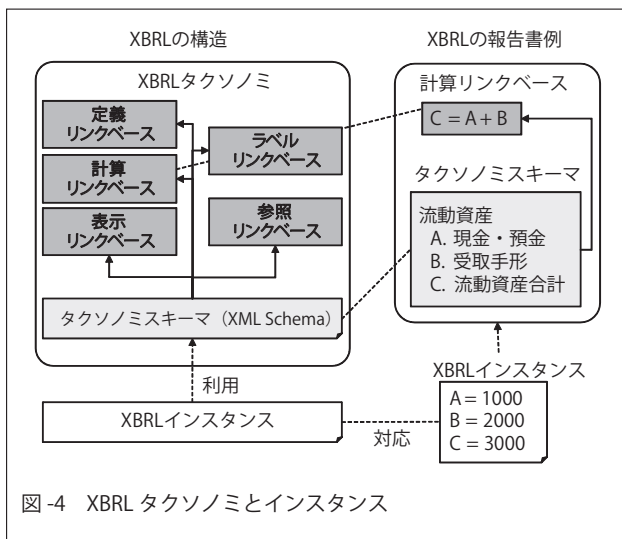 XBRLの構造
XBRLタクソノミ
定義
リンクベース
計算
リンクベース
表示
リンクベース
ラベル
リンクベース
参照
リンクベース
タクソノミスキーマ（XML Schema）
利用
XBRLインスタンス
対応
XBRLの報告書例
計算リンクベース
C = A + B
タクソノミスキーマ
流動資産
A. 現金・預金
B. 受取手形
C. 流動資産合計
XBRLインスタンス
A = 1000
B = 2000
C = 3000
図 -4　XBRL タクソノミとインスタンス